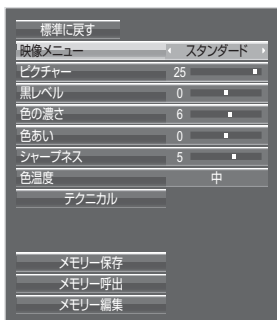 標準に戻す
映像メニュー スタンダード
ピクチャー 25
黒レベル 0
色の濃さ 6
色あい 0
シャープネス 5
色温度 中
テクニカル
メモリー保存
メモリー呼出
メモリー編集